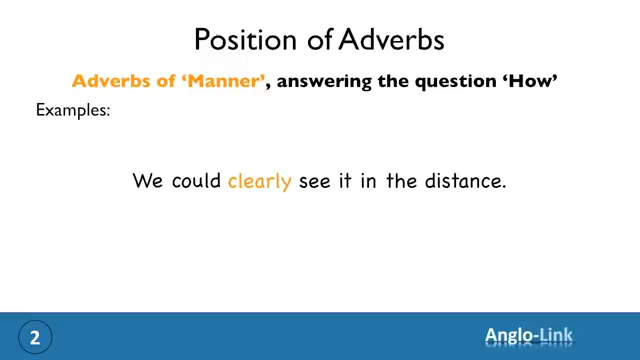 Position of Adverbs
Adverbs of ‘Manner’, answering the question ‘How’
Examples:
We could clearly see it in the distance.
2
Anglo-Link